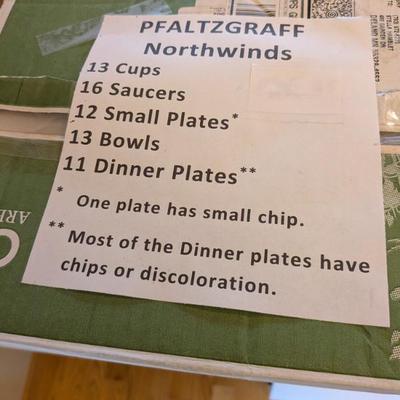 PFALTZGRAFF
Northwinds
13 Cups
16 Saucers
12 Small Plates*
13 Bowls
11 Dinner Plates**
* One plate has small chip.
** Most of the Dinner plates have
chips or discoloration.